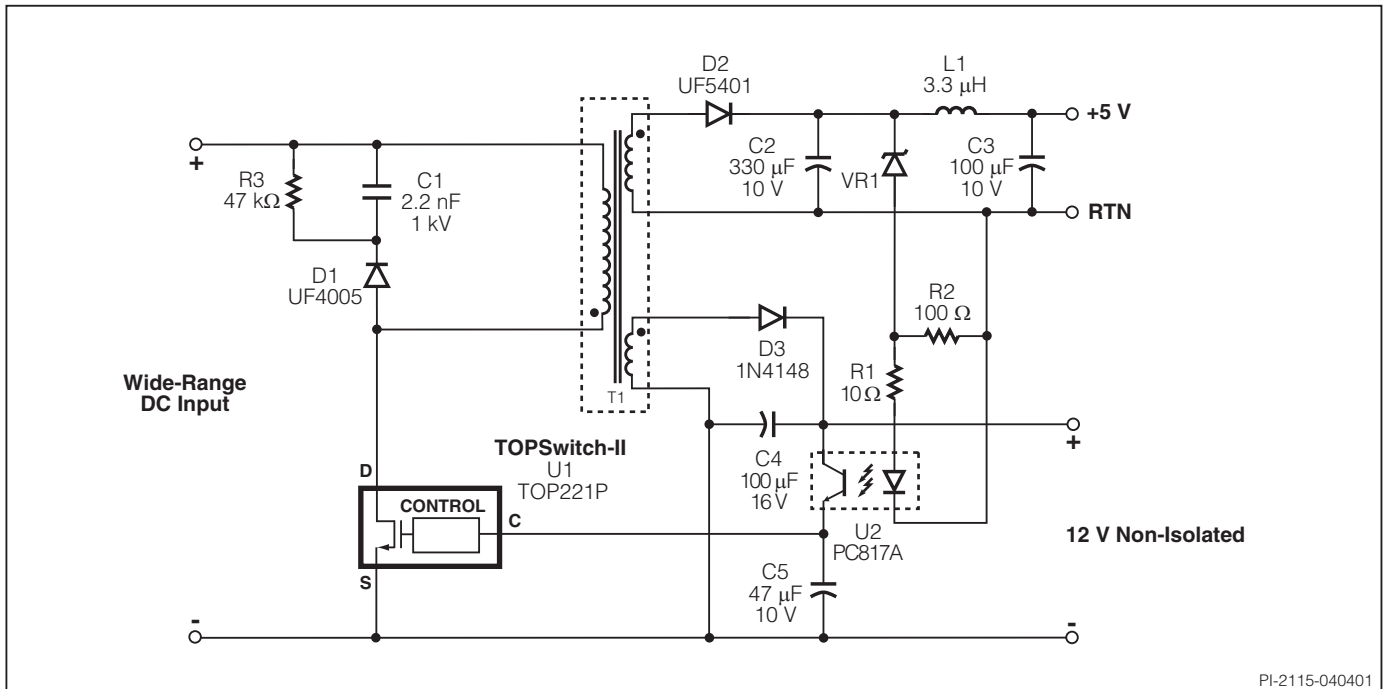 D2
UF5401
L1
3.3 μH
+5 V
+
R3
47 kΩ
C1
2.2 nF
1 kV
C2
330 μF
10 V
VR1
C3
100 μF
10 V
RTN
D1
UF4005
R2
100 Ω
D3
1N4148
R1
10Ω
Wide-Range
DC Input
T1
+
TOPSwitch-II
U1
TOP221P
C4
100 μF
16 V
D
CONTROL
C
S
U2
PC817A
12 V Non-Isolated
C5
47 μF
10 V
-
-
PI-2115-040401